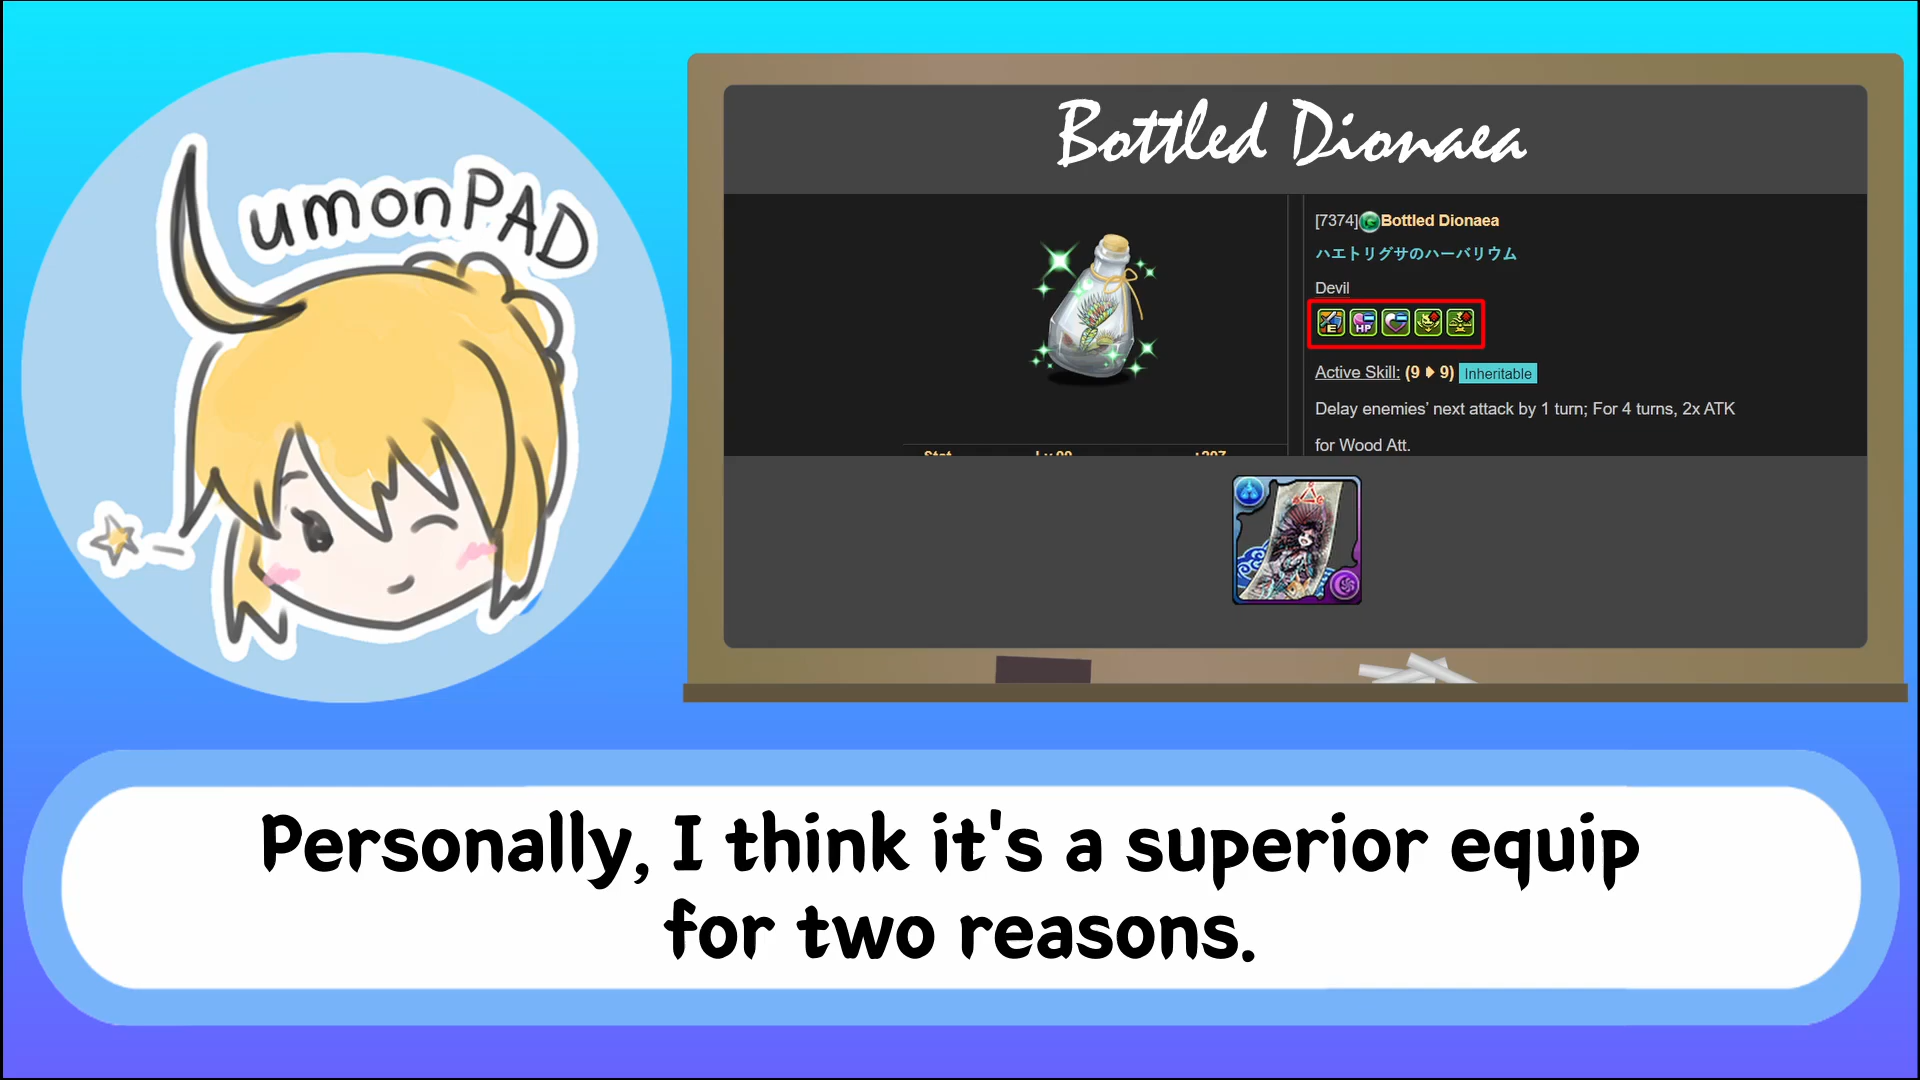 LumonPAD
Bottled Dionaea
[7374] Bottled Dionaea
ハエトリグサのハーバリウム
Devil
E HP
Active Skill: (9 ➧ 9) Inheritable
Delay enemies’ next attack by 1 turn; For 4 turns, 2x ATK
for Wood Att.
Personally, I think it's a superior equip
for two reasons.